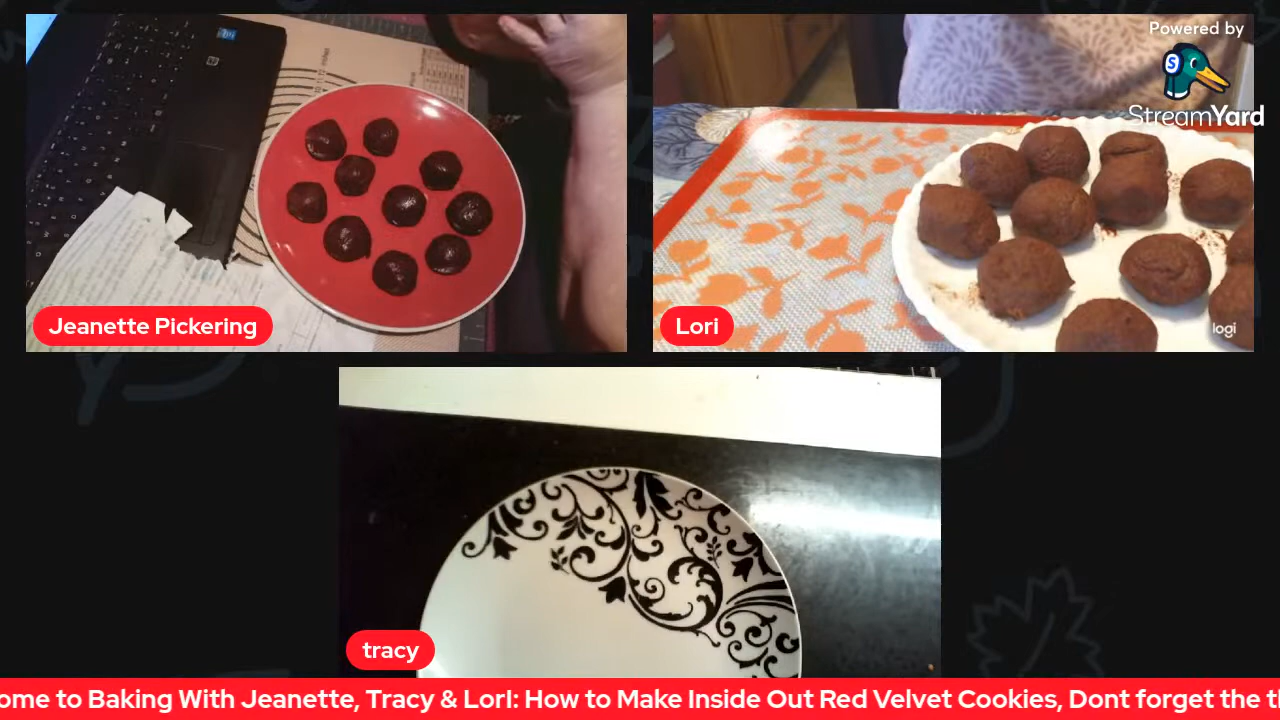 Powered by
StreamYard
Jeanette Pickering
Lori
logi
tracy
ome to Baking With Jeanette, Tracy & LorI: How to Make Inside Out Red Velvet Cookies, Dont forget the t